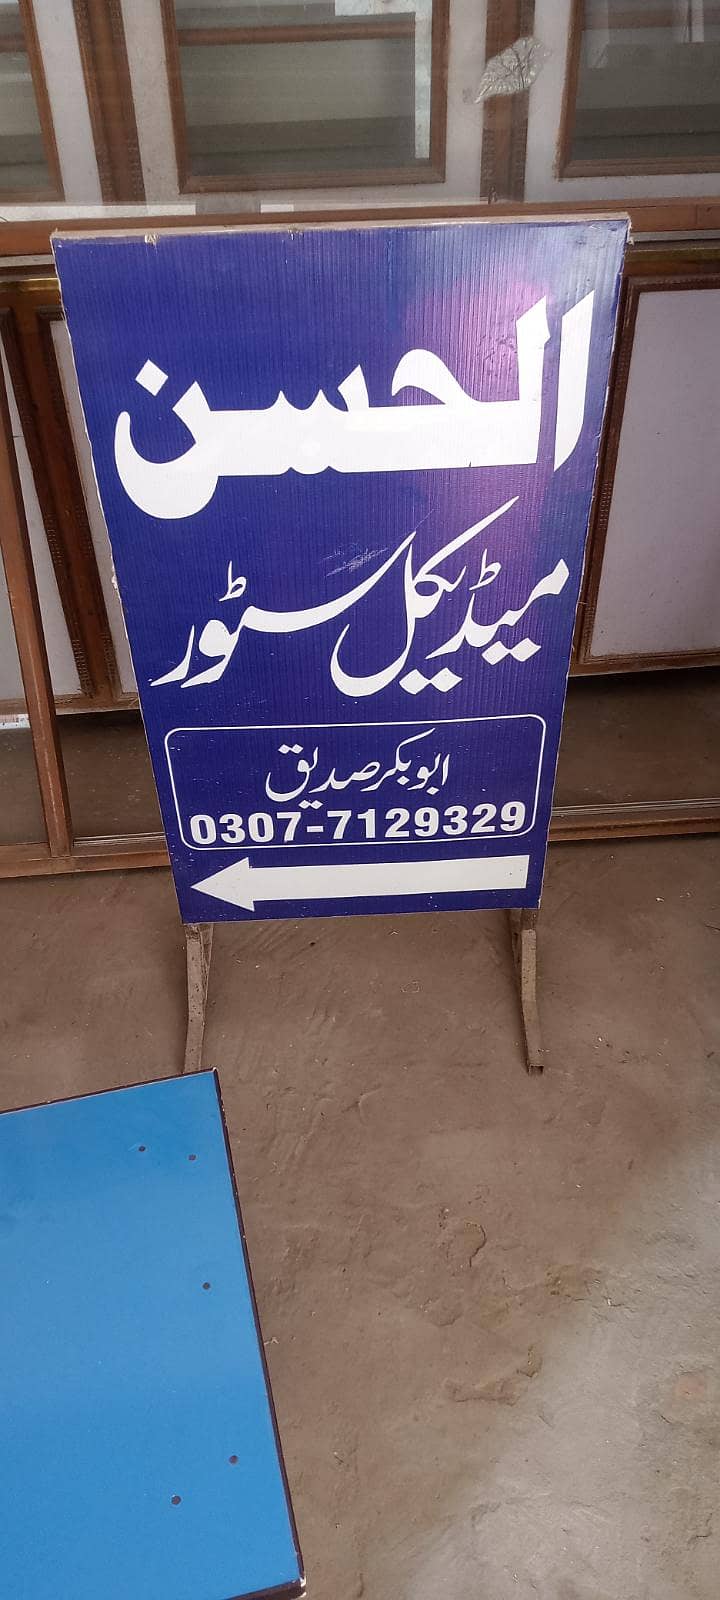 الحسن
میڈیکل سٹور
ابوبکر صدیق
0307-7129329